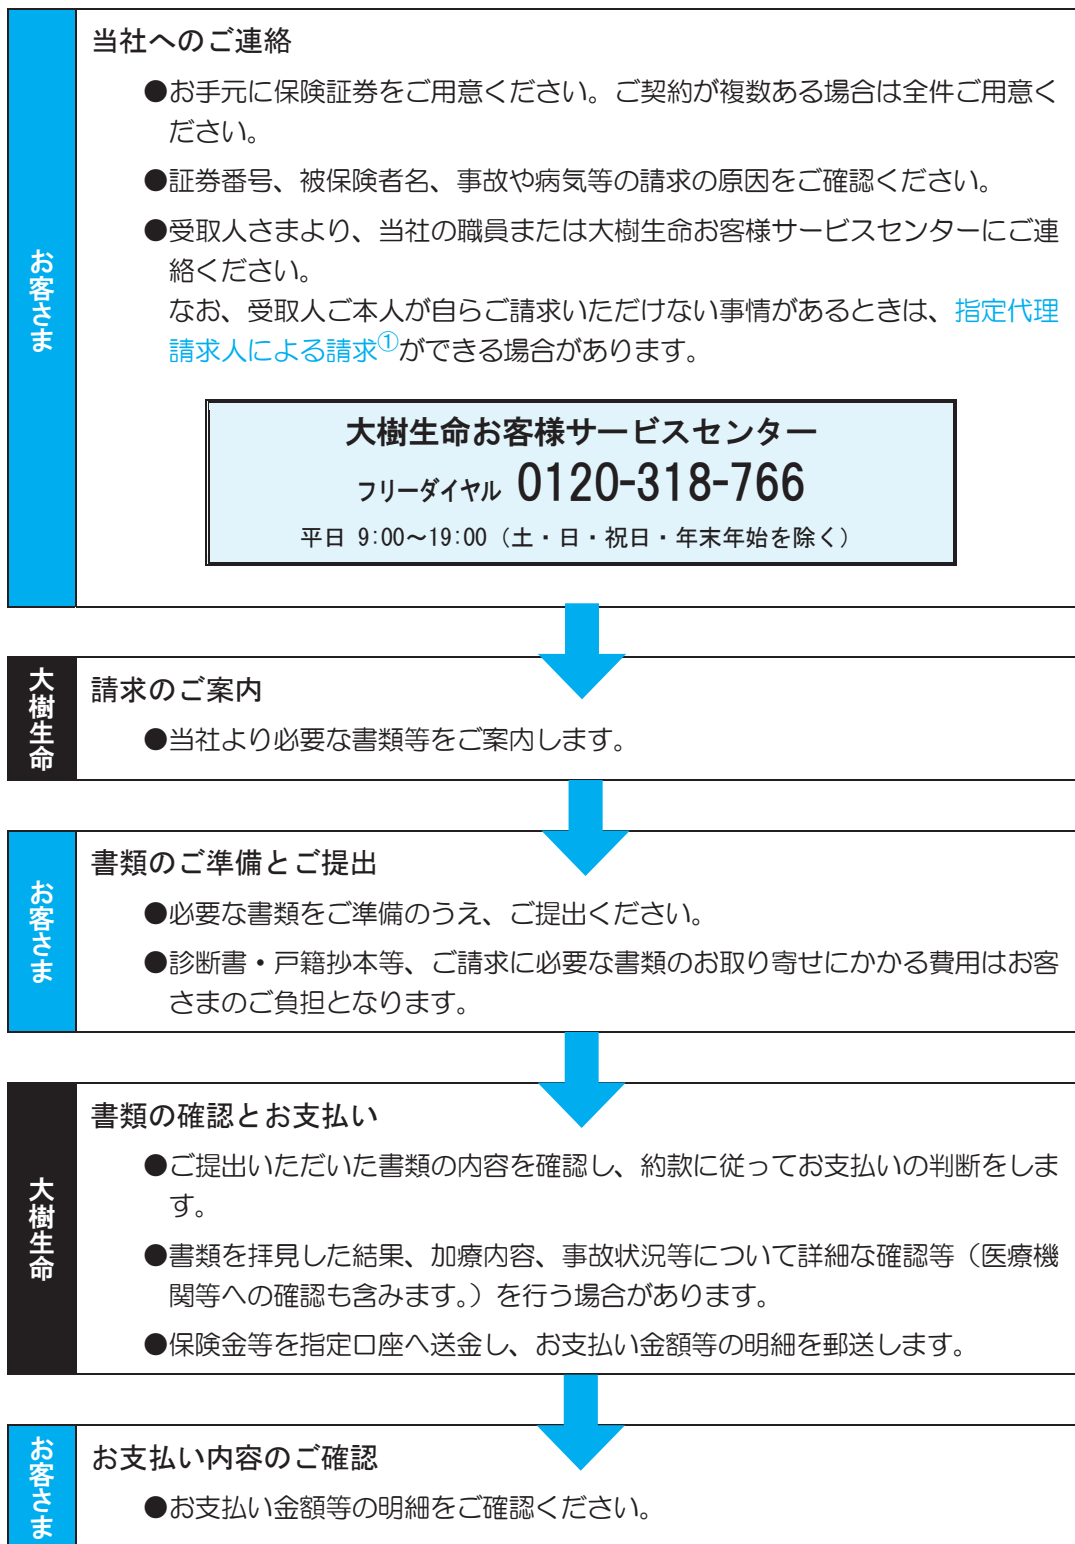 お客さま
当社へのご連絡
●お手元に保険証券をご用意ください。ご契約が複数ある場合は全件ご用意く
ださい。
●証券番号、被保険者名、事故や病気等の請求の原因をご確認ください。
●受取人さまより、当社の職員または大樹生命お客様サービスセンターにご連
絡ください。
なお、受取人ご本人が自らご請求いただけない事情があるときは、指定代理
請求人による請求①ができる場合があります。
大樹生命お客様サービスセンター
フリーダイヤル 0120-318-766
平日 9:00～19:00（土・日・祝日・年末年始を除く）
大樹生命
請求のご案内
●当社より必要な書類等をご案内します。
お客さま
書類のご準備とご提出
●必要な書類をご準備のうえ、ご提出ください。
●診断書・戸籍抄本等、ご請求に必要な書類のお取り寄せにかかる費用はお客
さまのご負担となります。
大樹生命
書類の確認とお支払い
●ご提出いただいた書類の内容を確認し、約款に従ってお支払いの判断をしま
す。
●書類を拝見した結果、加療内容、事故状況等について詳細な確認等（医療機
関等への確認も含みます。）を行う場合があります。
●保険金等を指定口座へ送金し、お支払い金額等の明細を郵送します。
お客さま
お支払い内容のご確認
●お支払い金額等の明細をご確認ください。